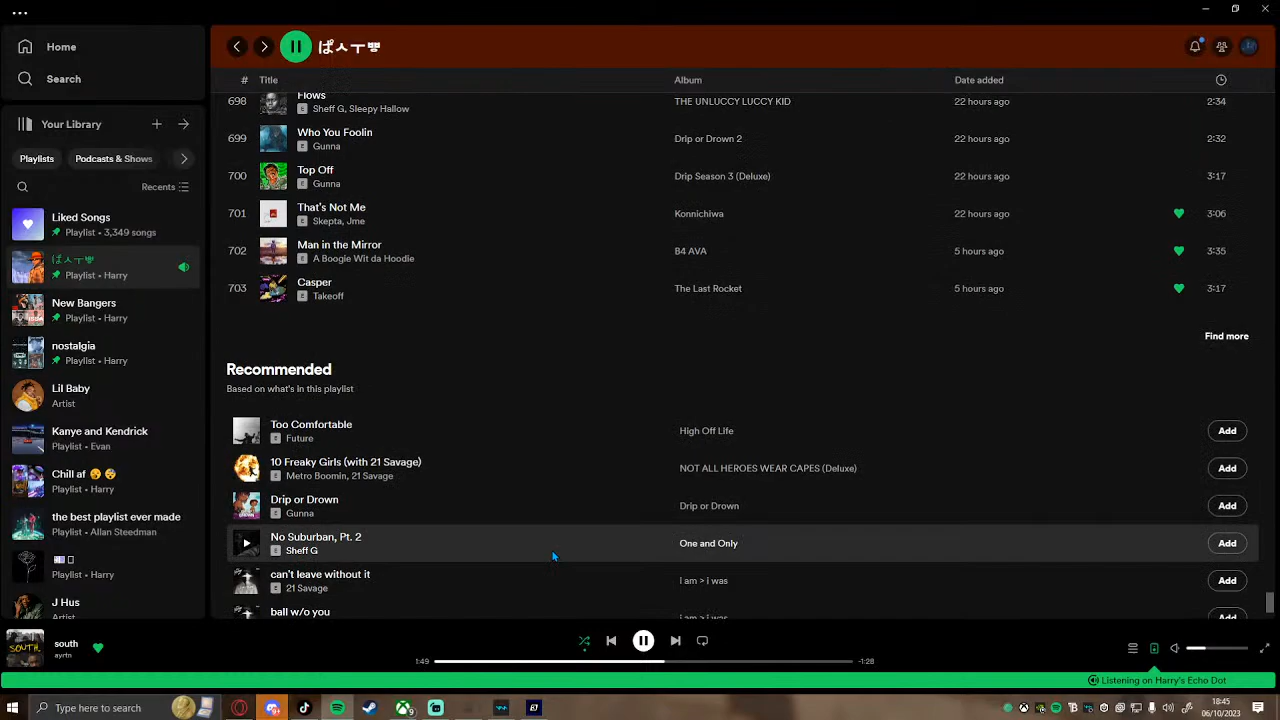 Home
Search
Your Library
Playlists
Podcasts & Shows
Recents
Liked Songs
Playlist • 3,349 songs
ぱㅅㅜㅃ
Playlist • Harry
New Bangers
Playlist • Harry
nostalgia
Playlist • Harry
Lil Baby
Artist
Kanye and Kendrick
Playlist • Evan
Chill af 😮‍💨 😴
Playlist • Harry
the best playlist ever made
Playlist • Allan Steedman
Playlist • Harry
J Hus
Artist
ぱㅅㅜㅃ
# Title Album Date added
698 Flows THE UNLUCCY LUCCY KID 22 hours ago 2:34
E Sheff G, Sleepy Hallow
699 Who You Foolin Drip or Drown 2 22 hours ago 2:32
E Gunna
700 Top Off Drip Season 3 (Deluxe) 22 hours ago 3:17
E Gunna
701 That's Not Me Konnichiwa 22 hours ago 3:06
E Skepta, Jme
702 Man in the Mirror B4 AVA 5 hours ago 3:35
E A Boogie Wit da Hoodie
703 Casper The Last Rocket 5 hours ago 3:17
E Takeoff
Find more
Recommended
Based on what's in this playlist
Too Comfortable High Off Life Add
E Future
10 Freaky Girls (with 21 Savage) NOT ALL HEROES WEAR CAPES (Deluxe) Add
E Metro Boomin, 21 Savage
Drip or Drown Drip or Drown Add
E Gunna
No Suburban, Pt. 2 One and Only Add
E Sheff G
can't leave without it i am > i was Add
E 21 Savage
ball w/o you i am > i was Add
SOUTH.
south
ayrtn
1:49 -1:28
Listening on Harry's Echo Dot
Type here to search
18:45
06/10/2023